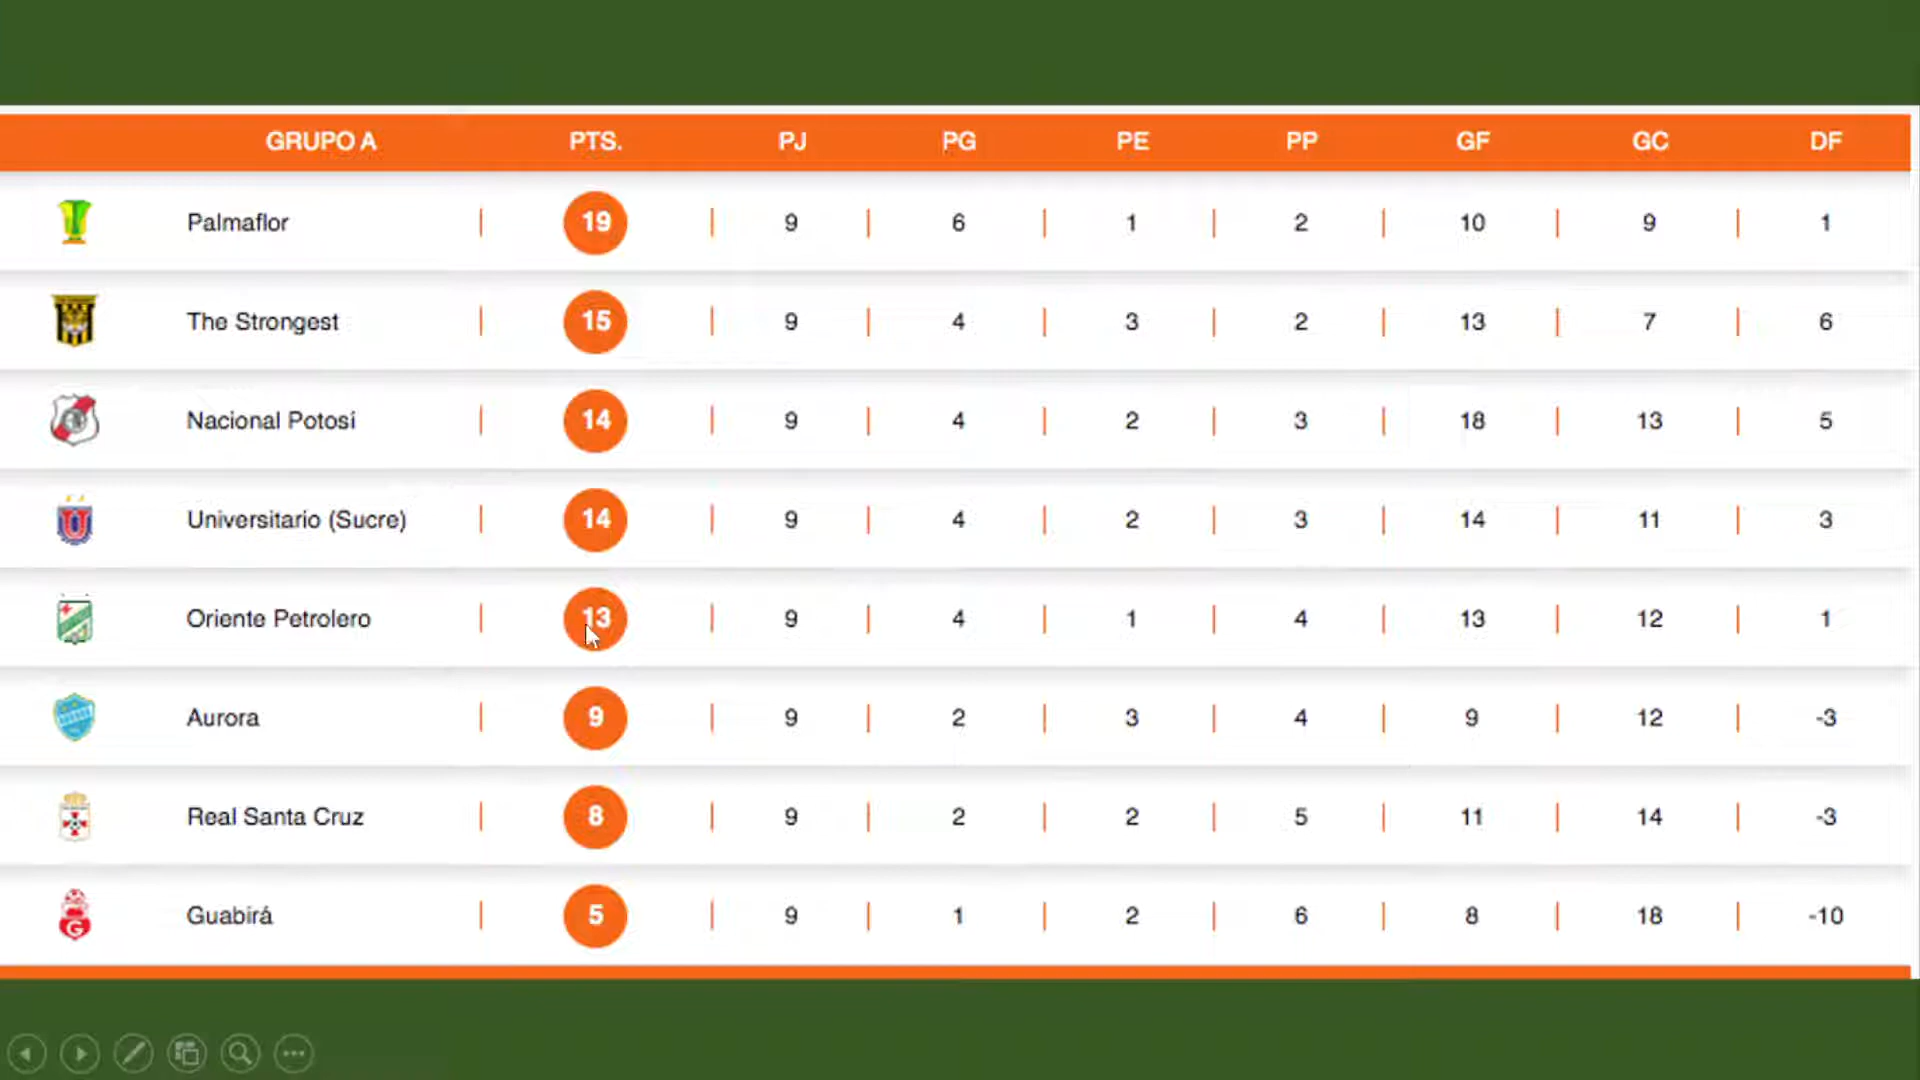 GRUPO A PTS. PJ PG PE PP GF GC DF
Palmaflor 19 9 6 1 2 10 9 1
The Strongest 15 9 4 3 2 13 7 6
Nacional Potosí 14 9 4 2 3 18 13 5
Universitario (Sucre) 14 9 4 2 3 14 11 3
Oriente Petrolero 13 9 4 1 4 13 12 1
Aurora 9 9 2 3 4 9 12 -3
Real Santa Cruz 8 9 2 2 5 11 14 -3
Guabirá 5 9 1 2 6 8 18 -10